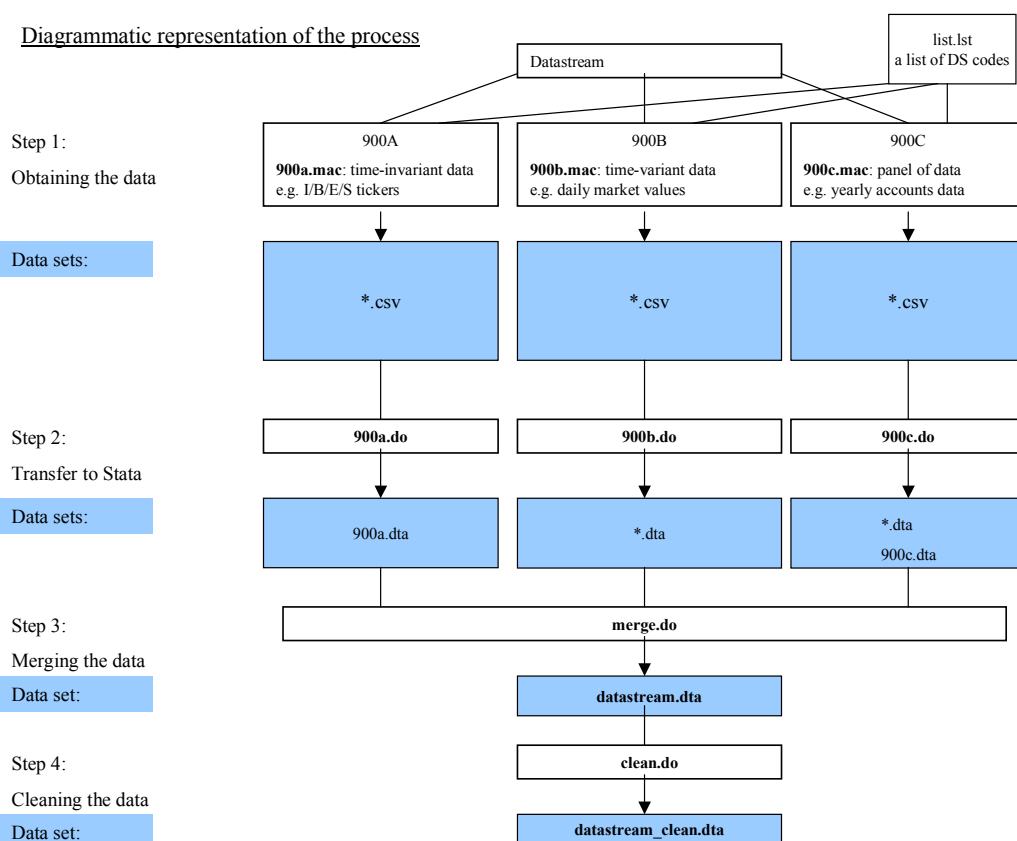 Diagrammatic representation of the process
list.lst
a list of DS codes
Datastream
Step 1:
Obtaining the data
900A
900a.mac: time-invariant data
e.g. I/B/E/S tickers
900B
900b.mac: time-variant data
e.g. daily market values
900C
900c.mac: panel of data
e.g. yearly accounts data
Data sets:
*.csv
*.csv
*.csv
Step 2:
Transfer to Stata
900a.do
900b.do
900c.do
Data sets:
900a.dta
*.dta
*.dta
900c.dta
Step 3:
Merging the data
merge.do
Data set:
datastream.dta
Step 4:
Cleaning the data
clean.do
Data set:
datastream_clean.dta